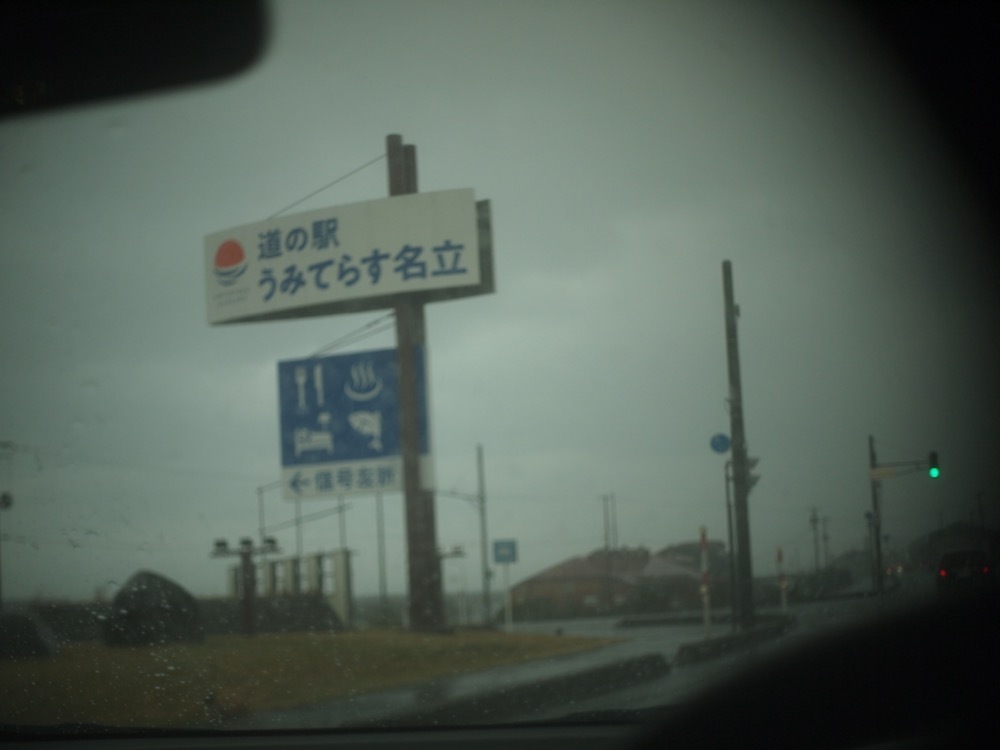 道の駅
うみてらす名立
←信号左折